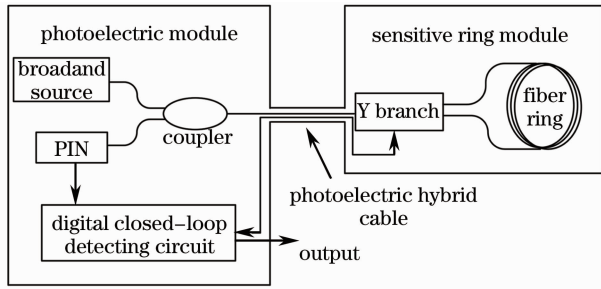 photoelectric module
sensitive ring module
broadand
source
coupler
Y branch
fiber
ring
PIN
photoelectric hybrid
cable
digital closed-loop
detecting circuit
output